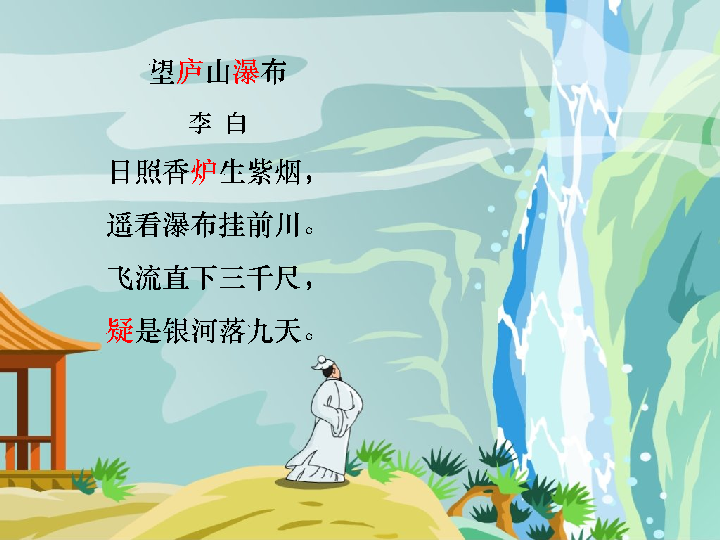 望庐山瀑布
李 白
日照香炉生紫烟，
遥看瀑布挂前川。
飞流直下三千尺，
疑是银河落九天。